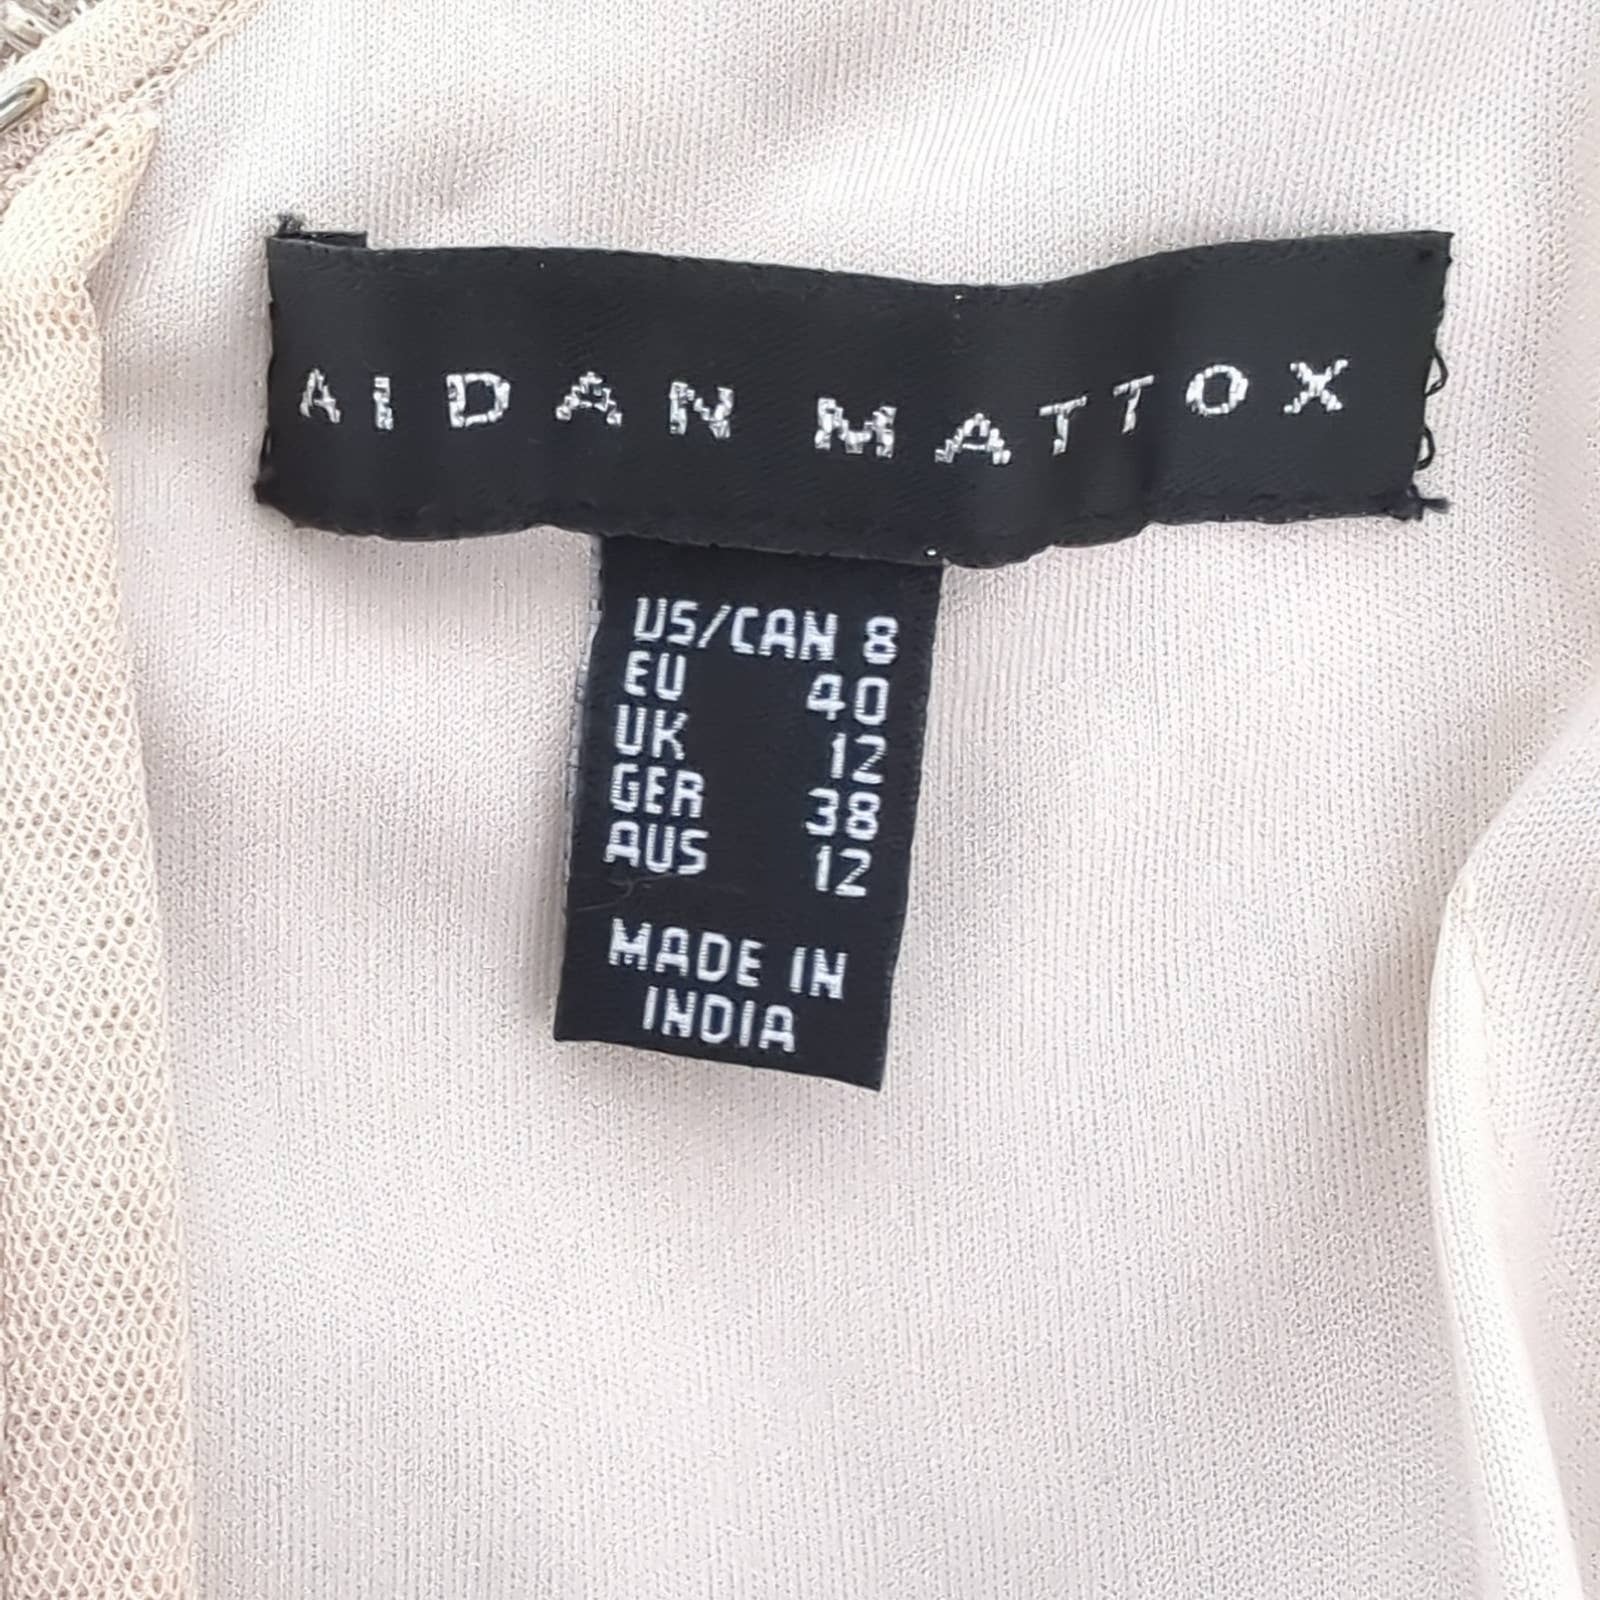 AIDAN MATTOX
US/CAN 8
EU 40
UK 12
GER 38
AUS 12
MADE IN
INDIA